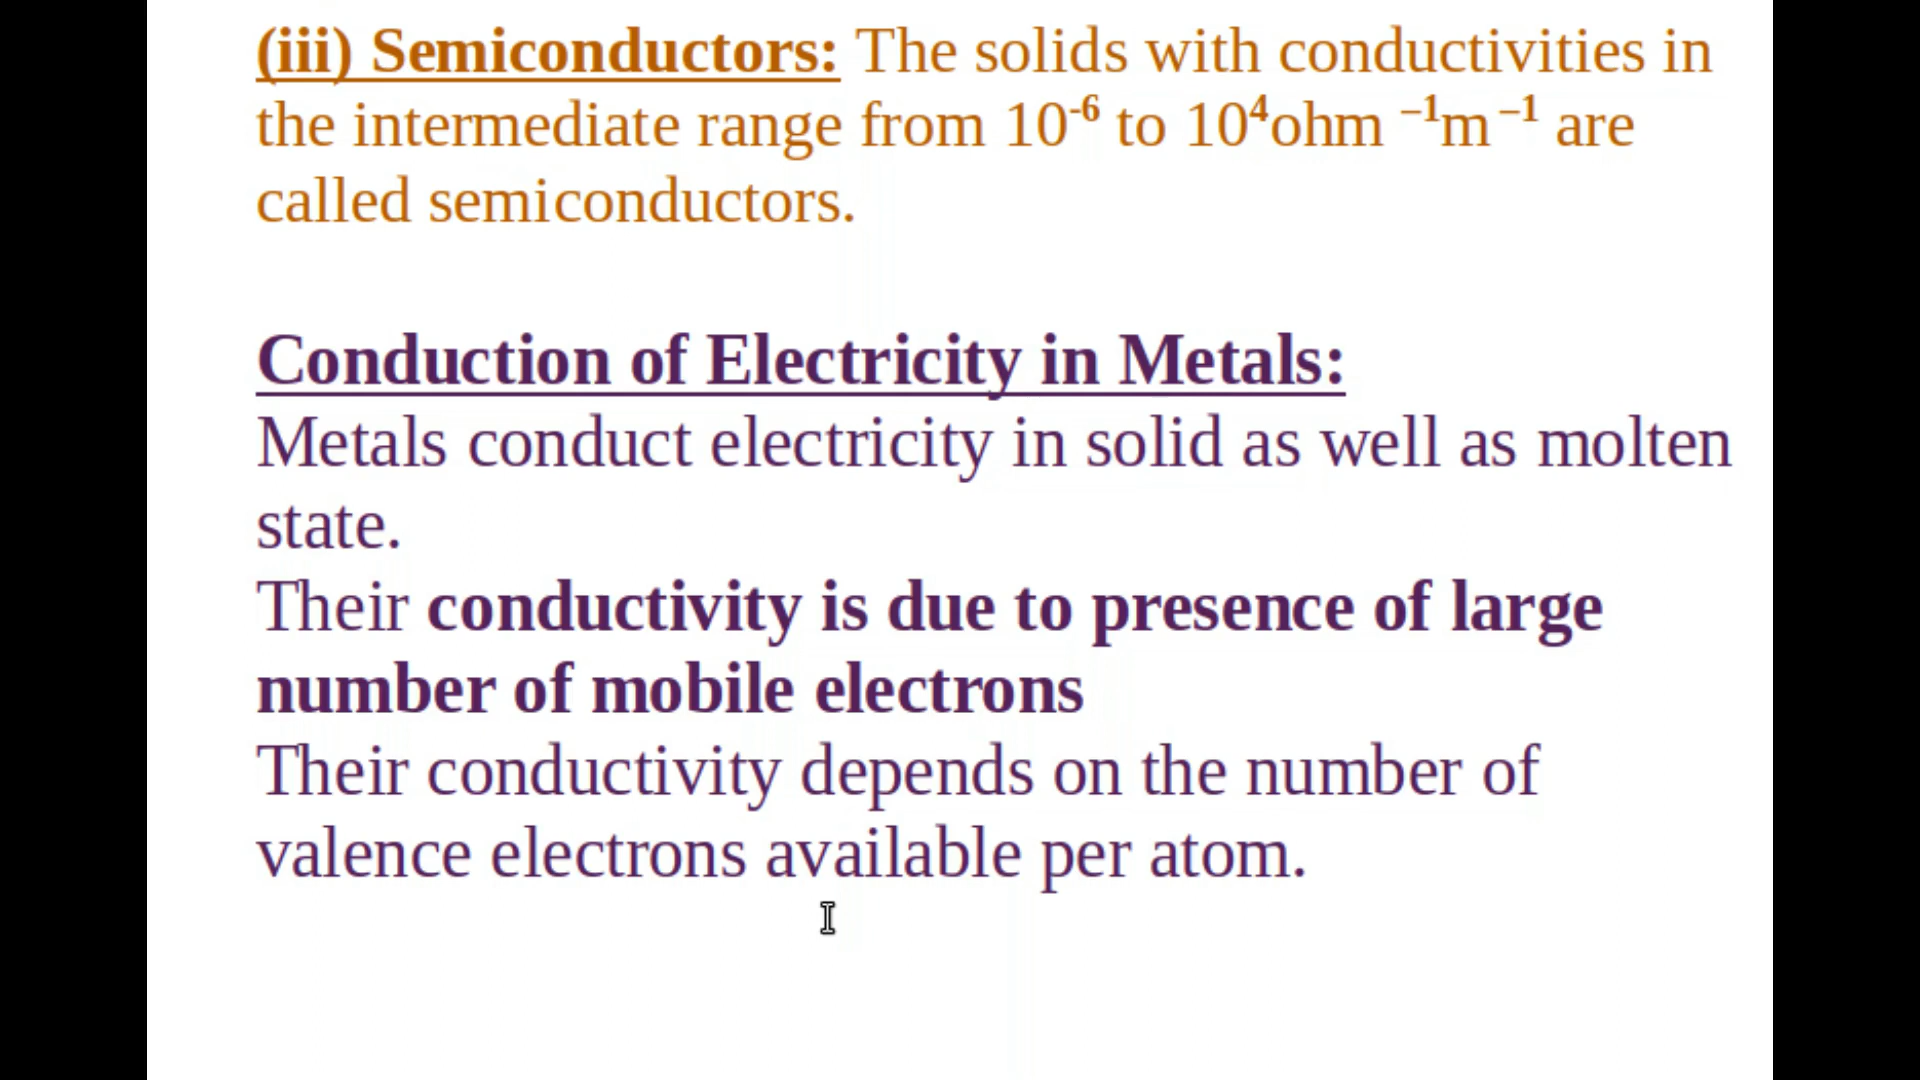 (iii) Semiconductors: The solids with conductivities in
the intermediate range from 10⁻⁶ to 10⁴ohm ⁻¹m⁻¹ are
called semiconductors.
Conduction of Electricity in Metals:
Metals conduct electricity in solid as well as molten
state.
Their conductivity is due to presence of large
number of mobile electrons
Their conductivity depends on the number of
valence electrons available per atom.